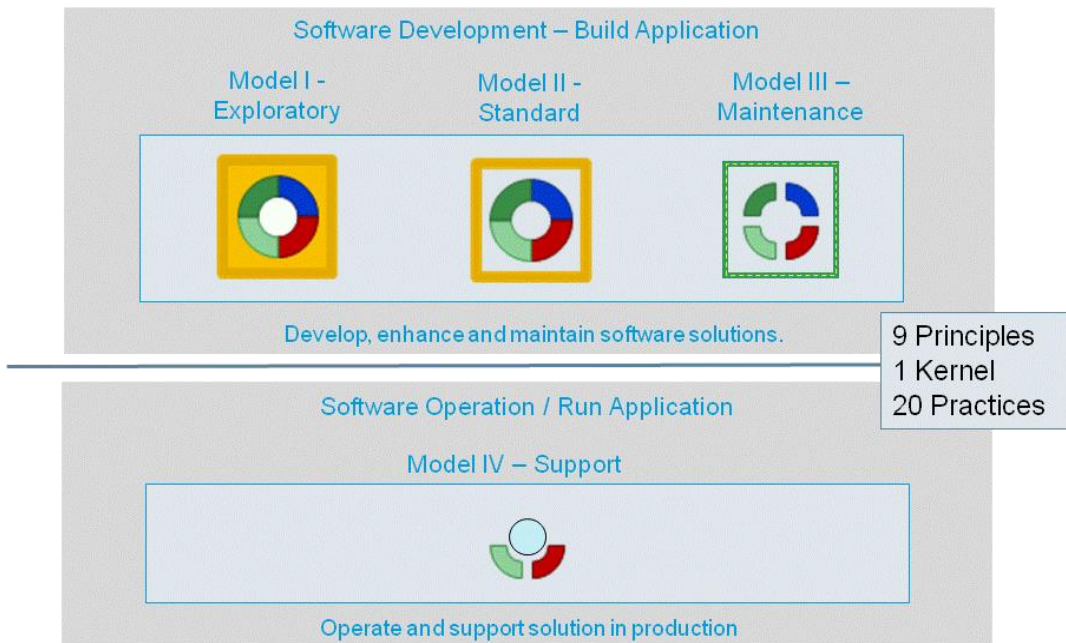 Software Development – Build Application
Model I -
Exploratory
Model II -
Standard
Model III –
Maintenance
Develop, enhance and maintain software solutions.
9 Principles
1 Kernel
20 Practices
Software Operation / Run Application
Model IV – Support
Operate and support solution in production